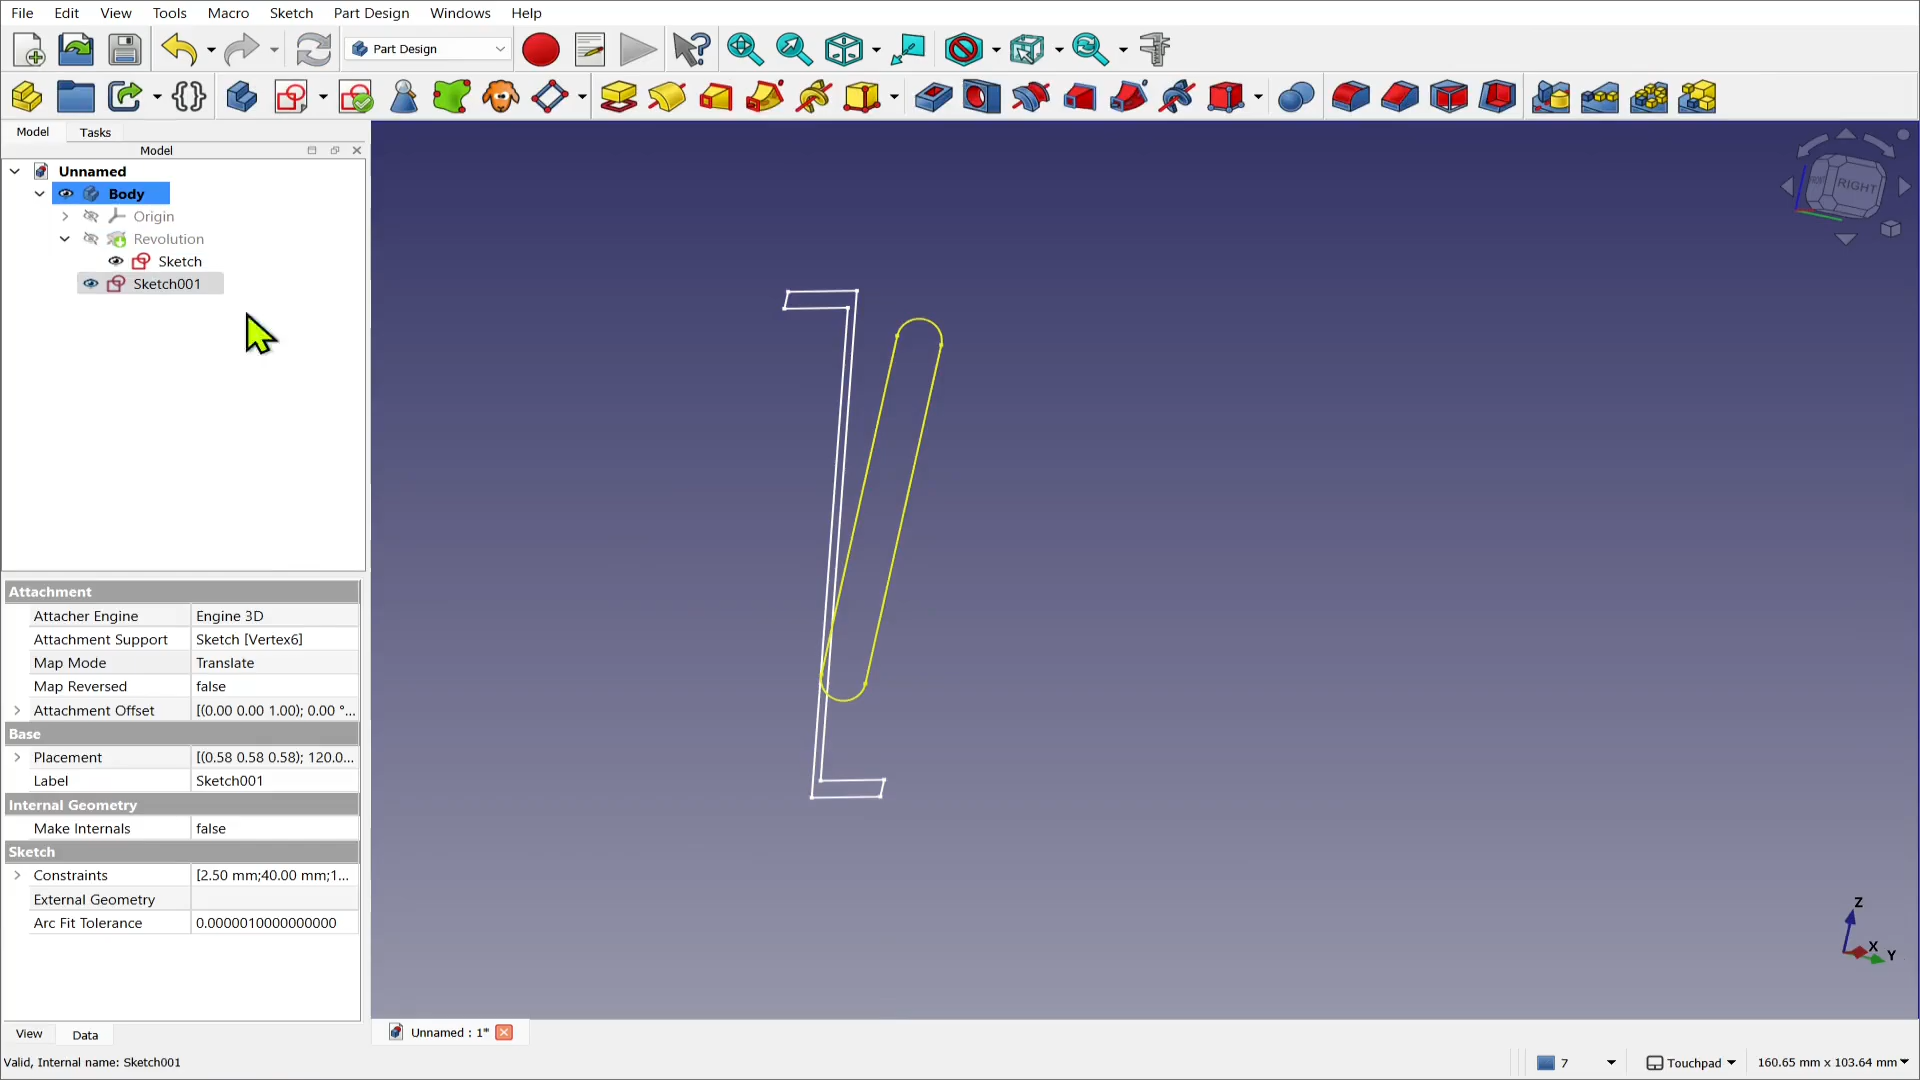 File Edit View Tools Macro Sketch Part Design Windows Help
Part Design
Model Tasks
Model
Unnamed
Body
Origin
Revolution
Sketch
Sketch001
RIGHT
Attachment
Attacher Engine Engine 3D
Attachment Support Sketch [Vertex6]
Map Mode Translate
Map Reversed false
Attachment Offset [(0.00 0.00 1.00); 0.00 °...
Base
Placement [(0.58 0.58 0.58); 120.0...
Label Sketch001
Internal Geometry
Make Internals false
Sketch
Constraints [2.50 mm;40.00 mm;1...
External Geometry
Arc Fit Tolerance 0.0000010000000000
Z
X
Y
View Data
Unnamed : 1*
Valid, Internal name: Sketch001
7 Touchpad 160.65 mm x 103.64 mm